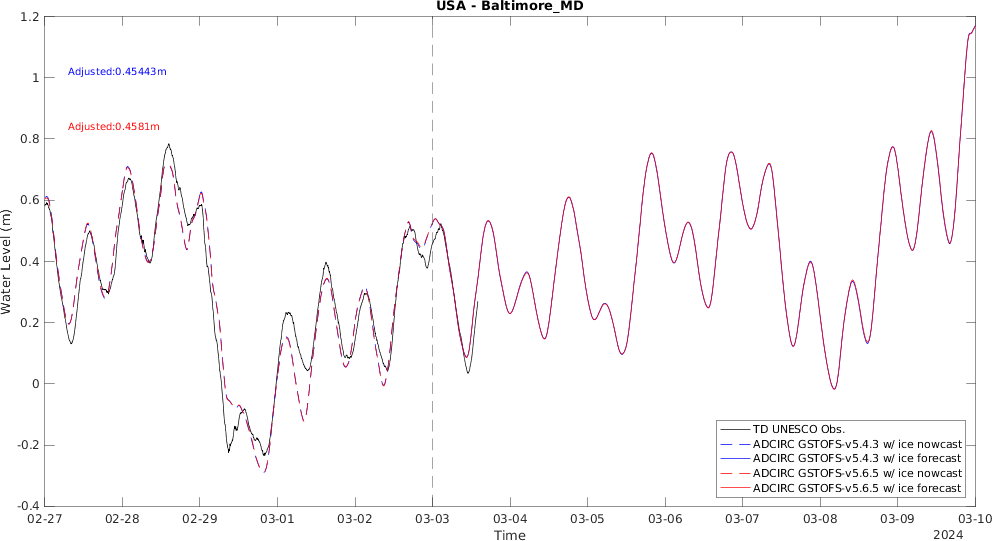 USA - Baltimore_MD
1.2
1
0.8
0.6
0.4
0.2
0
-0.2
-0.4
Water Level (m)
Adjusted:0.45443m
Adjusted:0.4581m
TD UNESCO Obs.
ADCIRC GSTOFS-v5.4.3 w/ ice nowcast
ADCIRC GSTOFS-v5.4.3 w/ ice forecast
ADCIRC GSTOFS-v5.6.5 w/ ice nowcast
ADCIRC GSTOFS-v5.6.5 w/ ice forecast
02-27 02-28 02-29 03-01 03-02 03-03 03-04 03-05 03-06 03-07 03-08 03-09 03-10
Time
2024